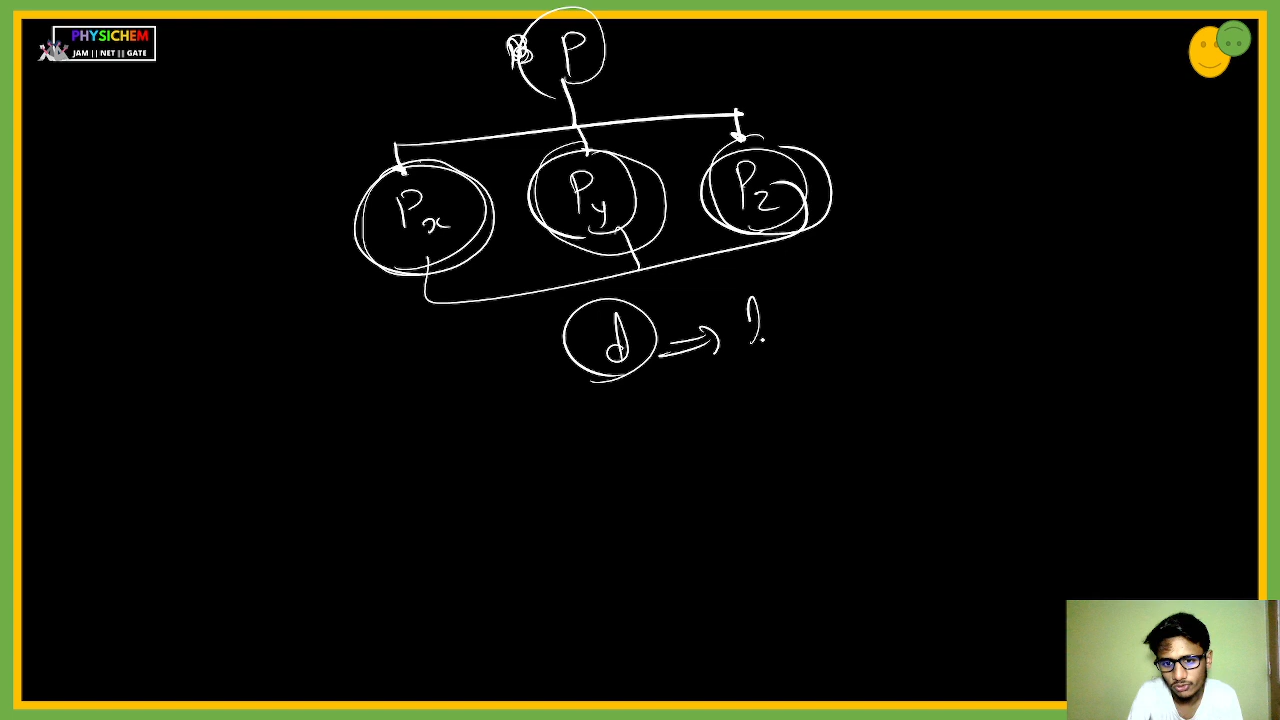 PHYSICHEM
JAM || NET || GATE
P
Px Py Pz
d ⇒ ?